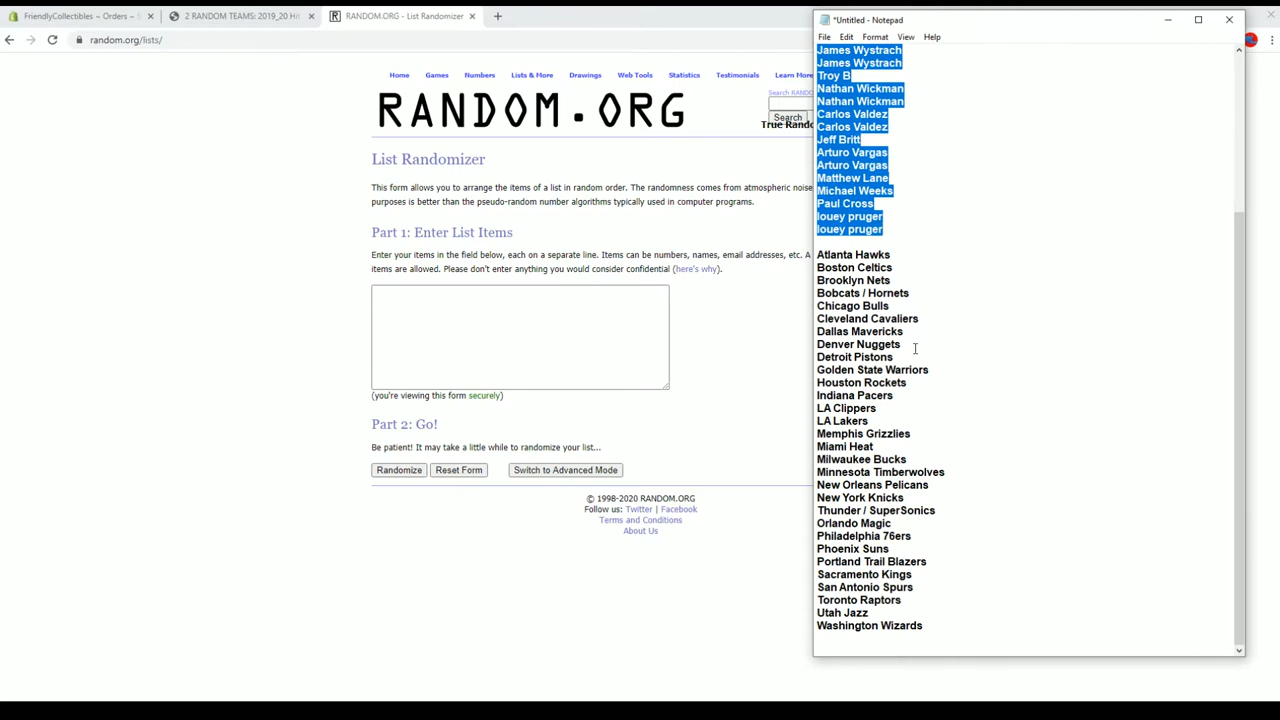 FriendlyCollectibles ~ Orders ~
2 RANDOM TEAMS: 2019_20 Hit
RANDOM.ORG - List Randomizer
random.org/lists/
*Untitled - Notepad
File Edit Format View Help
Home Games Numbers Lists & More Drawings Web Tools Statistics Testimonials Learn More
Search RANDO
RANDOM.ORG
Search
True Rando
List Randomizer
This form allows you to arrange the items of a list in random order. The randomness comes from atmospheric noise
purposes is better than the pseudo-random number algorithms typically used in computer programs.
Part 1: Enter List Items
Enter your items in the field below, each on a separate line. Items can be numbers, names, email addresses, etc. A
items are allowed. Please don't enter anything you would consider confidential (here's why).
(you're viewing this form securely)
Part 2: Go!
Be patient! It may take a little while to randomize your list...
Randomize Reset Form Switch to Advanced Mode
© 1998-2020 RANDOM.ORG
Follow us: Twitter | Facebook
Terms and Conditions
About Us
James Wystrach
James Wystrach
Troy B
Nathan Wickman
Nathan Wickman
Carlos Valdez
Carlos Valdez
Jeff Britt
Arturo Vargas
Arturo Vargas
Matthew Lane
Michael Weeks
Paul Cross
louey pruger
louey pruger
Atlanta Hawks
Boston Celtics
Brooklyn Nets
Bobcats / Hornets
Chicago Bulls
Cleveland Cavaliers
Dallas Mavericks
Denver Nuggets
Detroit Pistons
Golden State Warriors
Houston Rockets
Indiana Pacers
LA Clippers
LA Lakers
Memphis Grizzlies
Miami Heat
Milwaukee Bucks
Minnesota Timberwolves
New Orleans Pelicans
New York Knicks
Thunder / SuperSonics
Orlando Magic
Philadelphia 76ers
Phoenix Suns
Portland Trail Blazers
Sacramento Kings
San Antonio Spurs
Toronto Raptors
Utah Jazz
Washington Wizards